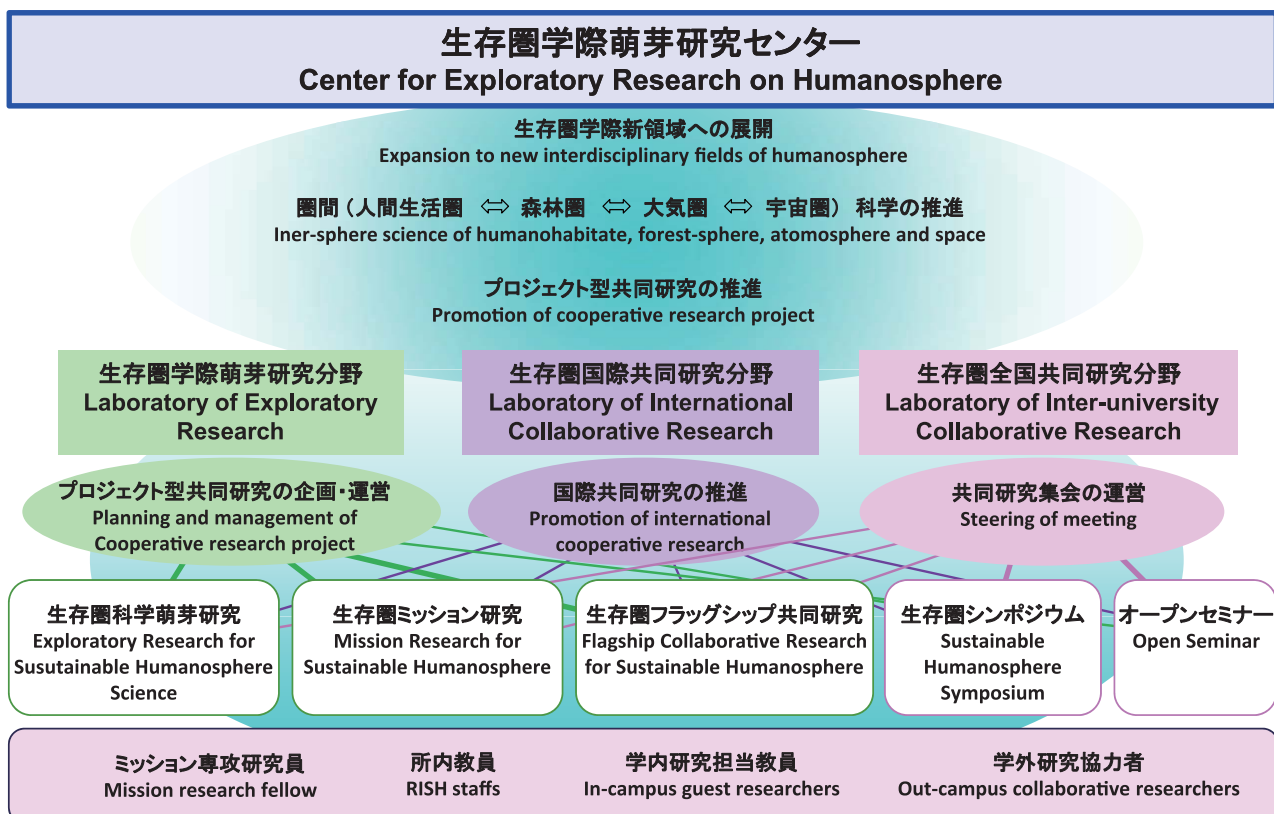 生存圏学際萌芽研究センター
Center for Exploratory Research on Humanosphere
生存圏学際新領域への展開
Expansion to new interdisciplinary fields of humanosphere
圏間（人間生活圏 ⇔ 森林圏 ⇔ 大気圏 ⇔ 宇宙圏） 科学の推進
Iner-sphere science of humanohabitate, forest-sphere, atomosphere and space
プロジェクト型共同研究の推進
Promotion of cooperative research project
生存圏学際萌芽研究分野
Laboratory of Exploratory
Research
生存圏国際共同研究分野
Laboratory of International
Collaborative Research
生存圏全国共同研究分野
Laboratory of Inter-university
Collaborative Research
プロジェクト型共同研究の企画・運営
Planning and management of
Cooperative research project
国際共同研究の推進
Promotion of international
cooperative research
共同研究集会の運営
Steering of meeting
生存圏科学萌芽研究
Exploratory Research for
Susutainable Humanosphere
Science
生存圏ミッション研究
Mission Research for
Sustainable Humanosphere
生存圏フラッグシップ共同研究
Flagship Collaborative Research
for Sustainable Humanosphere
生存圏シンポジウム
Sustainable
Humanosphere
Symposium
オープンセミナー
Open Seminar
ミッション専攻研究員
Mission research fellow
所内教員
RISH staffs
学内研究担当教員
In-campus guest researchers
学外研究協力者
Out-campus collaborative researchers